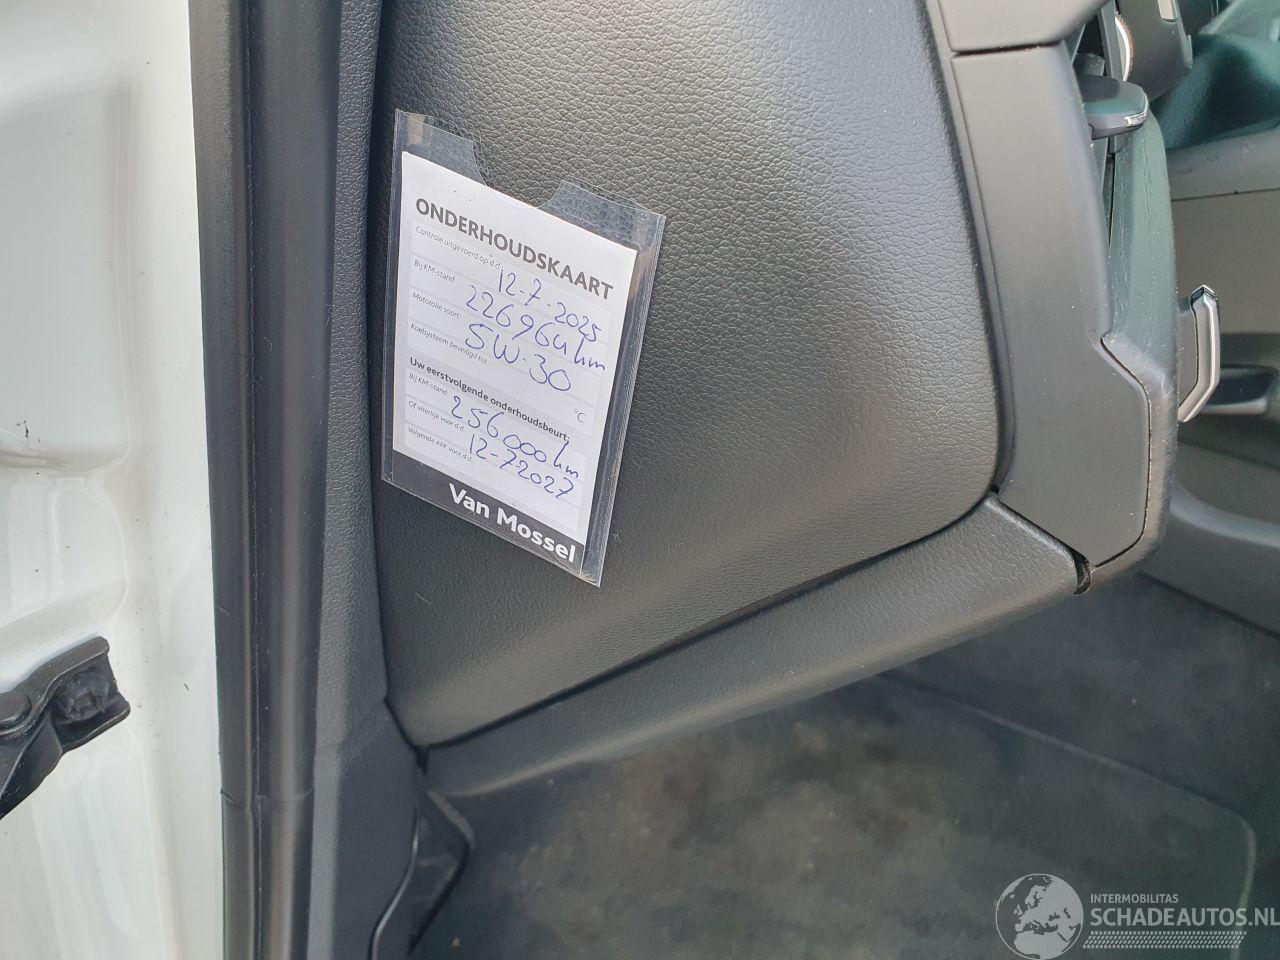 ONDERHOUDSKAART
Controle uitgevoerd op d.d.: 12-7-2025
Bij KM-stand: 226964 km
Motorolie soort: 5W-30
Koelsysteem beveiligd tot: °C
Uw eerstvolgende onderhoudsbeurt:
Bij KM-stand: 256000 km
Of uiterlijk voor d.d.: 12-7-2027
Volgende APK voor d.d.:
Van Mossel
INTERMOBILITAS
SCHADEAUTOS.NL